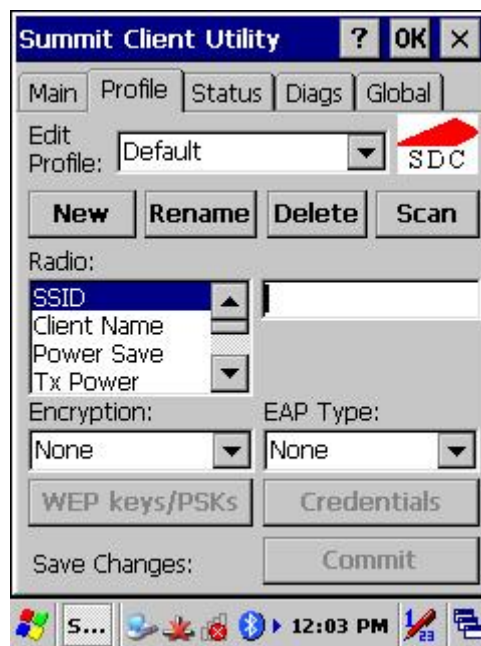 Summit Client Utility ? OK ×
Main Profile Status Diags Global
Edit Profile: Default
SDC
New Rename Delete Scan
Radio:
SSID
Client Name
Power Save
Tx Power
Encryption: EAP Type:
None None
WEP keys/PSKs Credentials
Save Changes: Commit
S... 12:03 PM 1 23